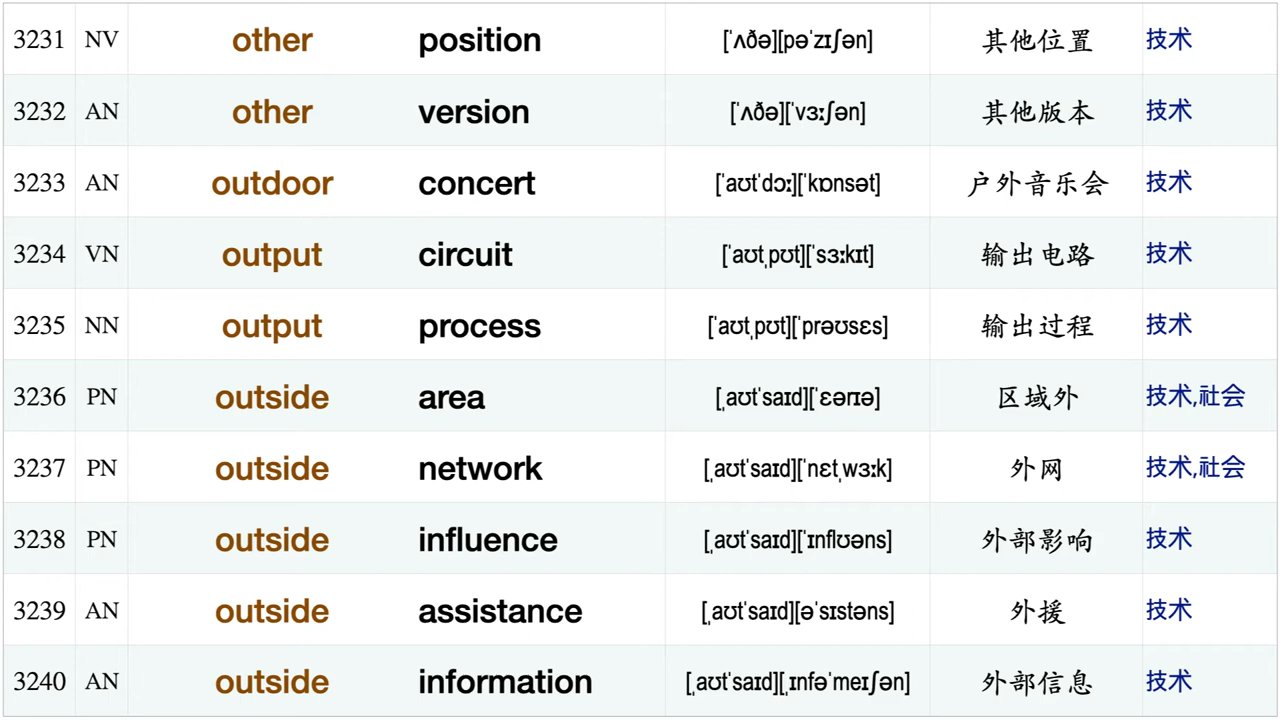 3231 NV other position [ˈʌðə][pəˈzɪʃən] 其他位置 技术
3232 AN other version [ˈʌðə][ˈvɜːʃən] 其他版本 技术
3233 AN outdoor concert [ˈaʊtˈdɔː][ˈkɒnsət] 户外音乐会 技术
3234 VN output circuit [ˈaʊtˌpʊt][ˈsɜːkɪt] 输出电路 技术
3235 NN output process [ˈaʊtˌpʊt][ˈprəʊsɛs] 输出过程 技术
3236 PN outside area [ˌaʊtˈsaɪd][ˈɛərɪə] 区域外 技术,社会
3237 PN outside network [ˌaʊtˈsaɪd][ˈnɛtˌwɜːk] 外网 技术,社会
3238 PN outside influence [ˌaʊtˈsaɪd][ˈɪnflʊəns] 外部影响 技术
3239 AN outside assistance [ˌaʊtˈsaɪd][əˈsɪstəns] 外援 技术
3240 AN outside information [ˌaʊtˈsaɪd][ˌɪnfəˈmeɪʃən] 外部信息 技术